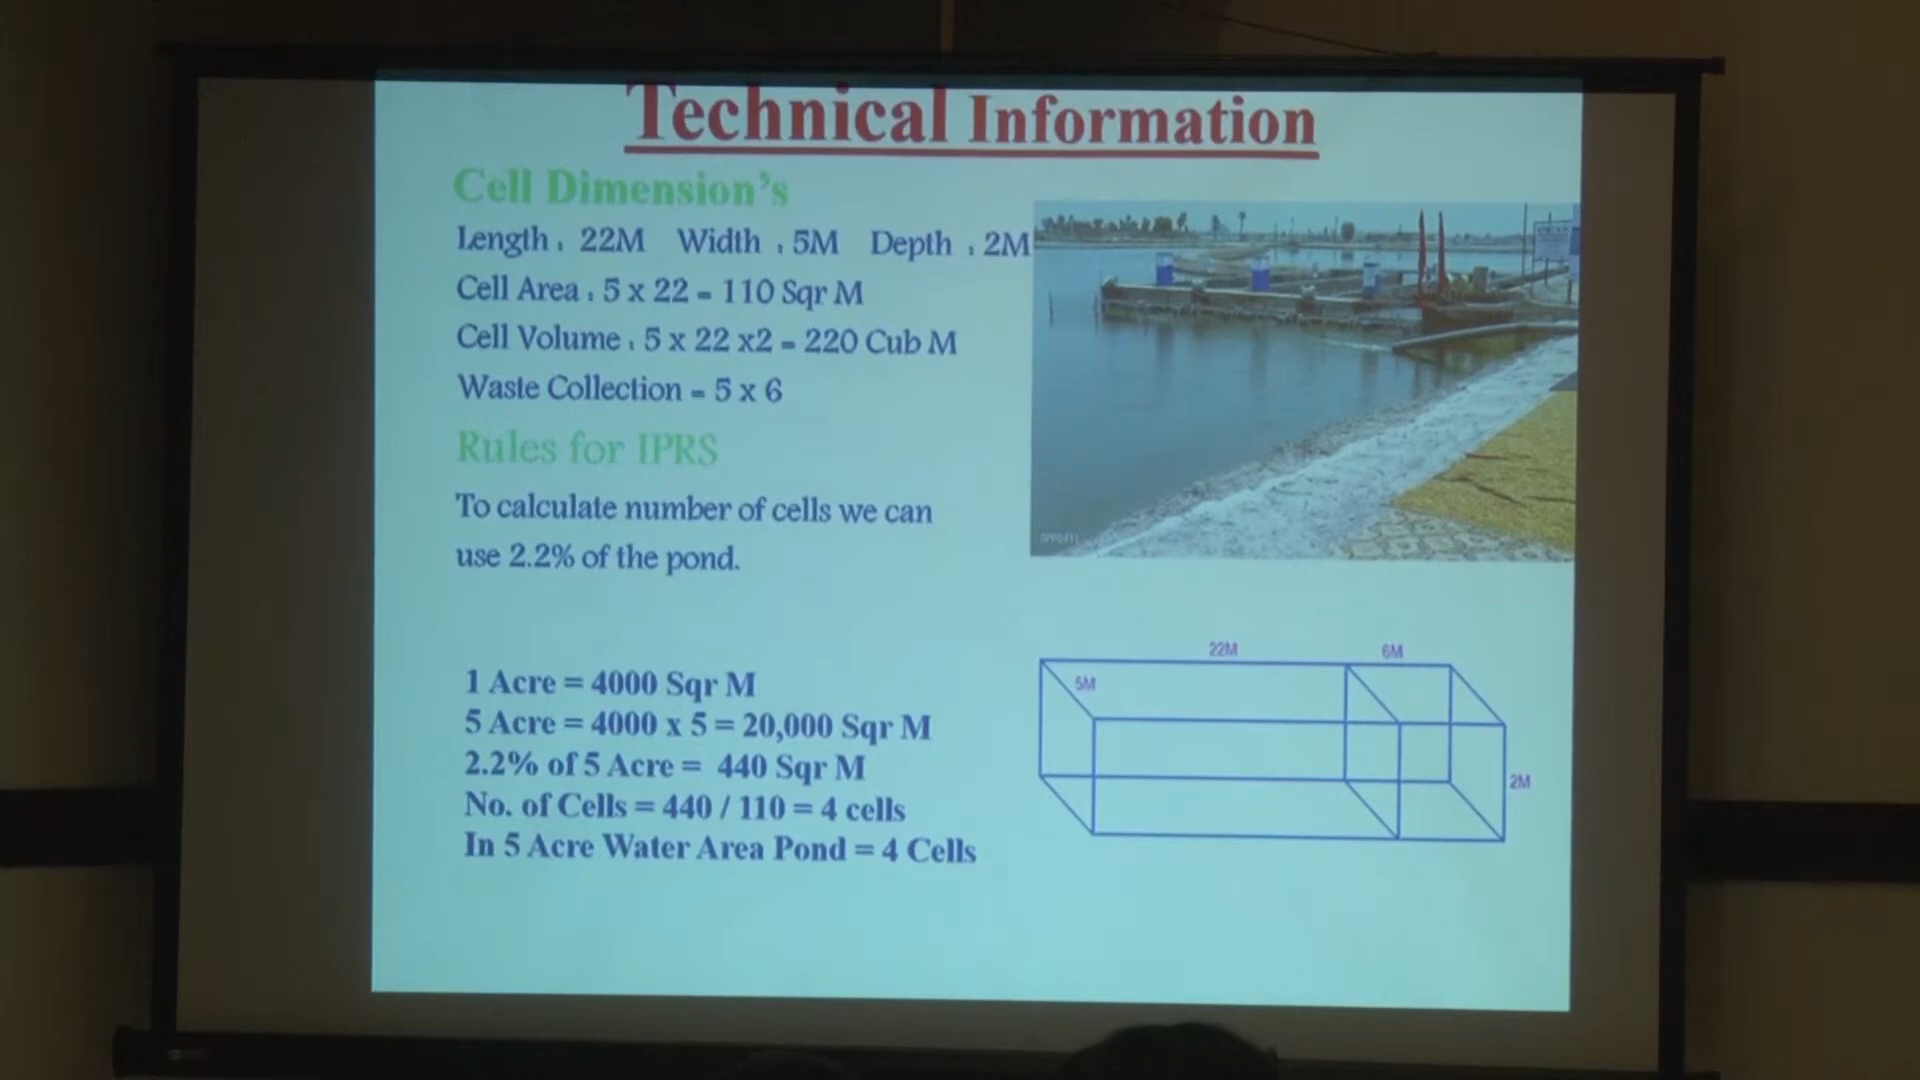 Technical Information
Cell Dimension's
Length : 22M Width : 5M Depth : 2M
Cell Area : 5 x 22 = 110 Sqr M
Cell Volume : 5 x 22 x2 = 220 Cub M
Waste Collection = 5 x 6
Rules for IPRS
To calculate number of cells we can
use 2.2% of the pond.
1 Acre = 4000 Sqr M
5 Acre = 4000 x 5 = 20,000 Sqr M
2.2% of 5 Acre = 440 Sqr M
No. of Cells = 440 / 110 = 4 cells
In 5 Acre Water Area Pond = 4 Cells
22M 6M
5M
2M